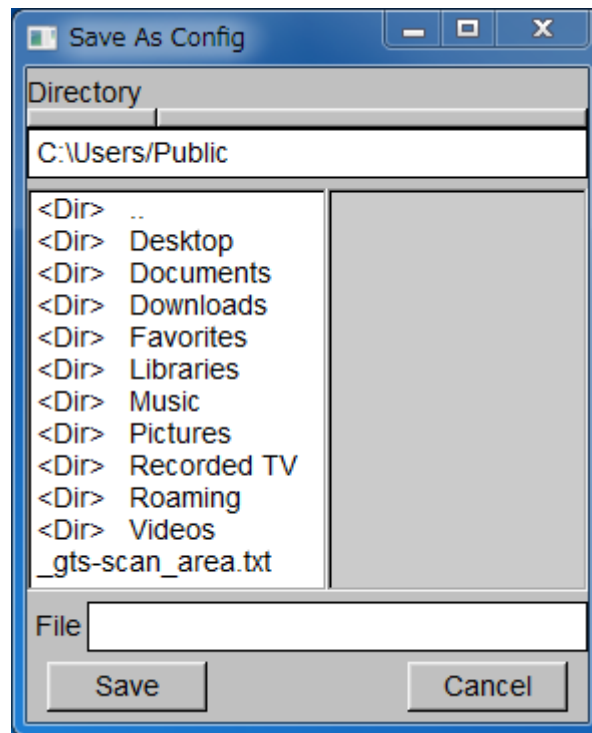 Save As Config
Directory
C:\Users/Public
<Dir> ..
<Dir> Desktop
<Dir> Documents
<Dir> Downloads
<Dir> Favorites
<Dir> Libraries
<Dir> Music
<Dir> Pictures
<Dir> Recorded TV
<Dir> Roaming
<Dir> Videos
_gts-scan_area.txt
File
Save Cancel